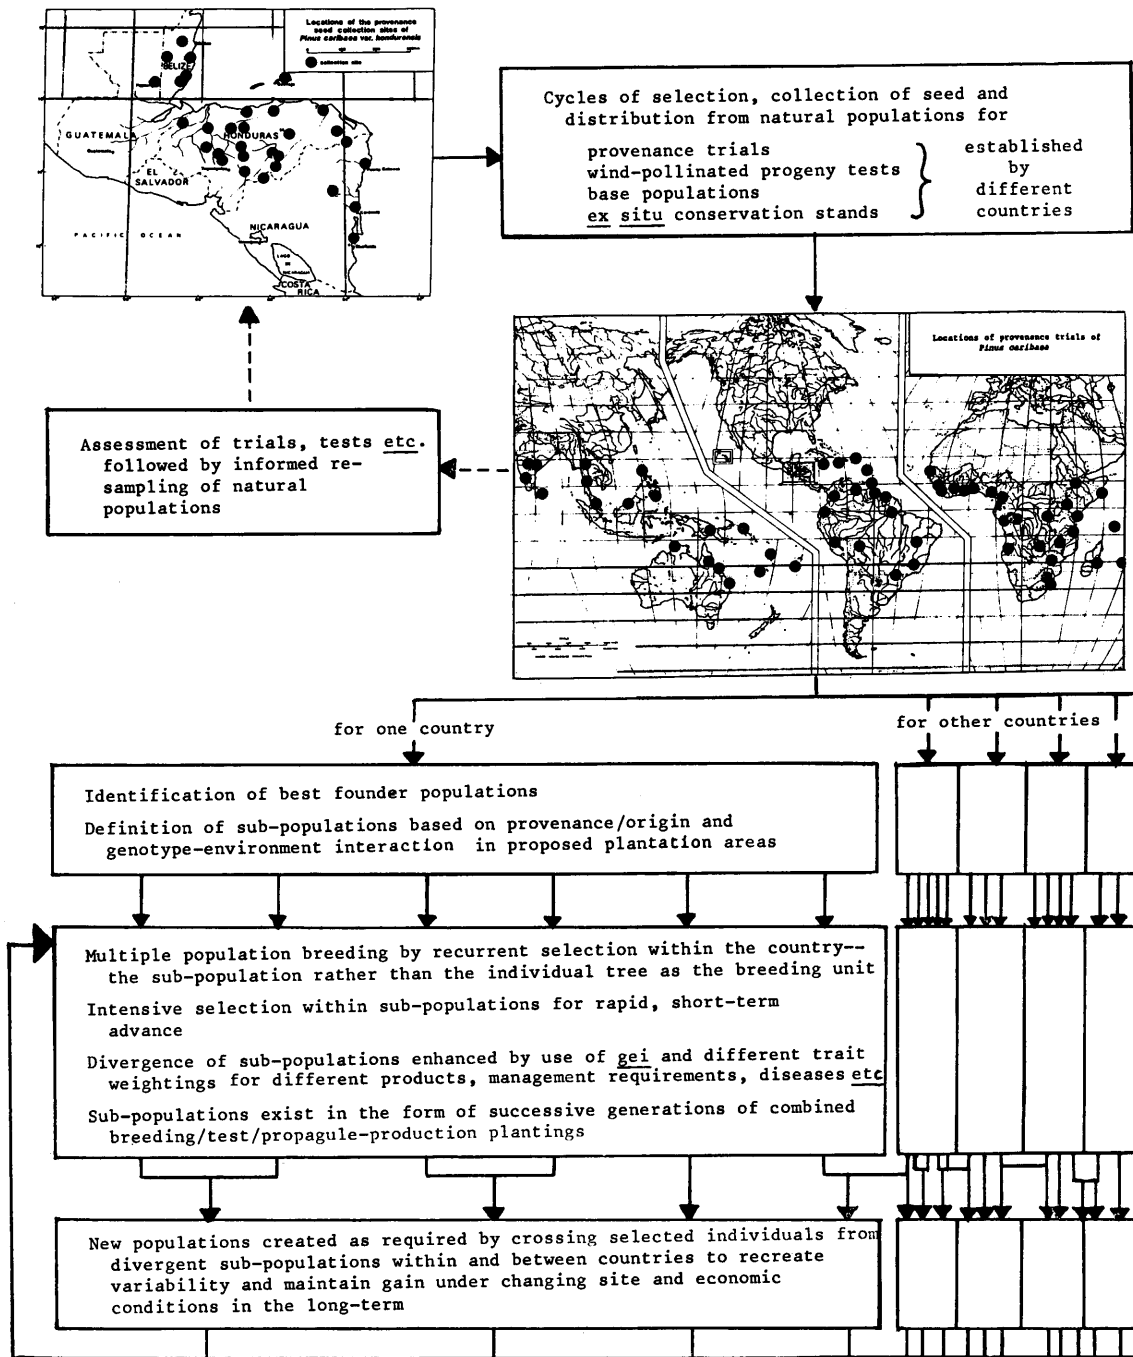 Locations of the provenance
seed collection sites of
Pinus caribaea var. hondurensis
collection site
BELIZE
GUATEMALA
HONDURAS
EL
SALVADOR
NICARAGUA
PACIFIC OCEAN
LAGO
DE
NICARAGUA
COSTA
RICA
Cycles of selection, collection of seed and
distribution from natural populations for
provenance trials
wind-pollinated progeny tests
base populations
ex situ conservation stands
established
by
different
countries
Locations of provenance trials of
Pinus caribaea
Assessment of trials, tests etc.
followed by informed re-
sampling of natural
populations
for one country
for other countries
Identification of best founder populations
Definition of sub-populations based on provenance/origin and
genotype-environment interaction in proposed plantation areas
Multiple population breeding by recurrent selection within the country--
the sub-population rather than the individual tree as the breeding unit
Intensive selection within sub-populations for rapid, short-term
advance
Divergence of sub-populations enhanced by use of gei and different trait
weightings for different products, management requirements, diseases etc
Sub-populations exist in the form of successive generations of combined
breeding/test/propagule-production plantings
New populations created as required by crossing selected individuals from
divergent sub-populations within and between countries to recreate
variability and maintain gain under changing site and economic
conditions in the long-term